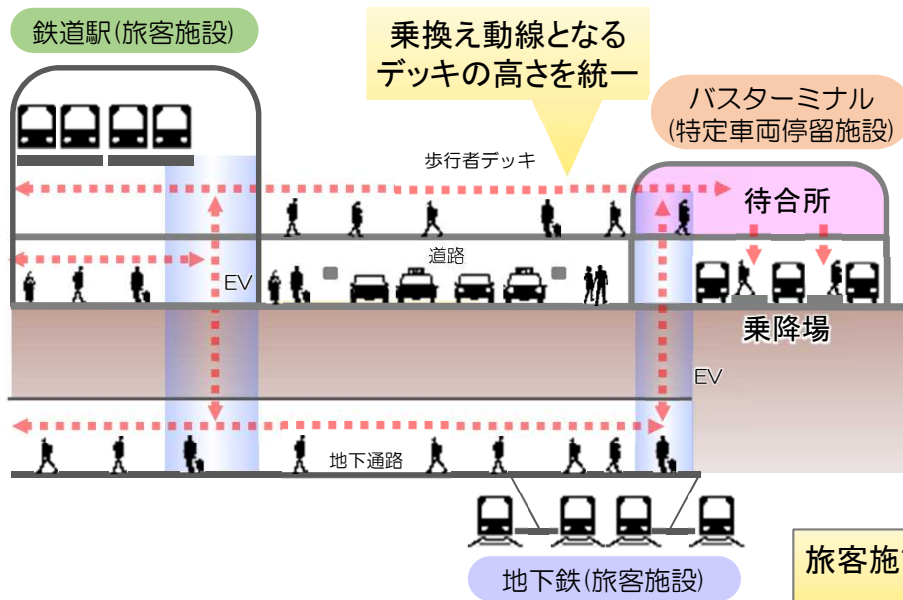 鉄道駅(旅客施設)
乗換え動線となる
デッキの高さを統一
バスターミナル
(特定車両停留施設)
歩行者デッキ
待合所
道路
EV
乗降場
EV
地下通路
地下鉄(旅客施設)
旅客施